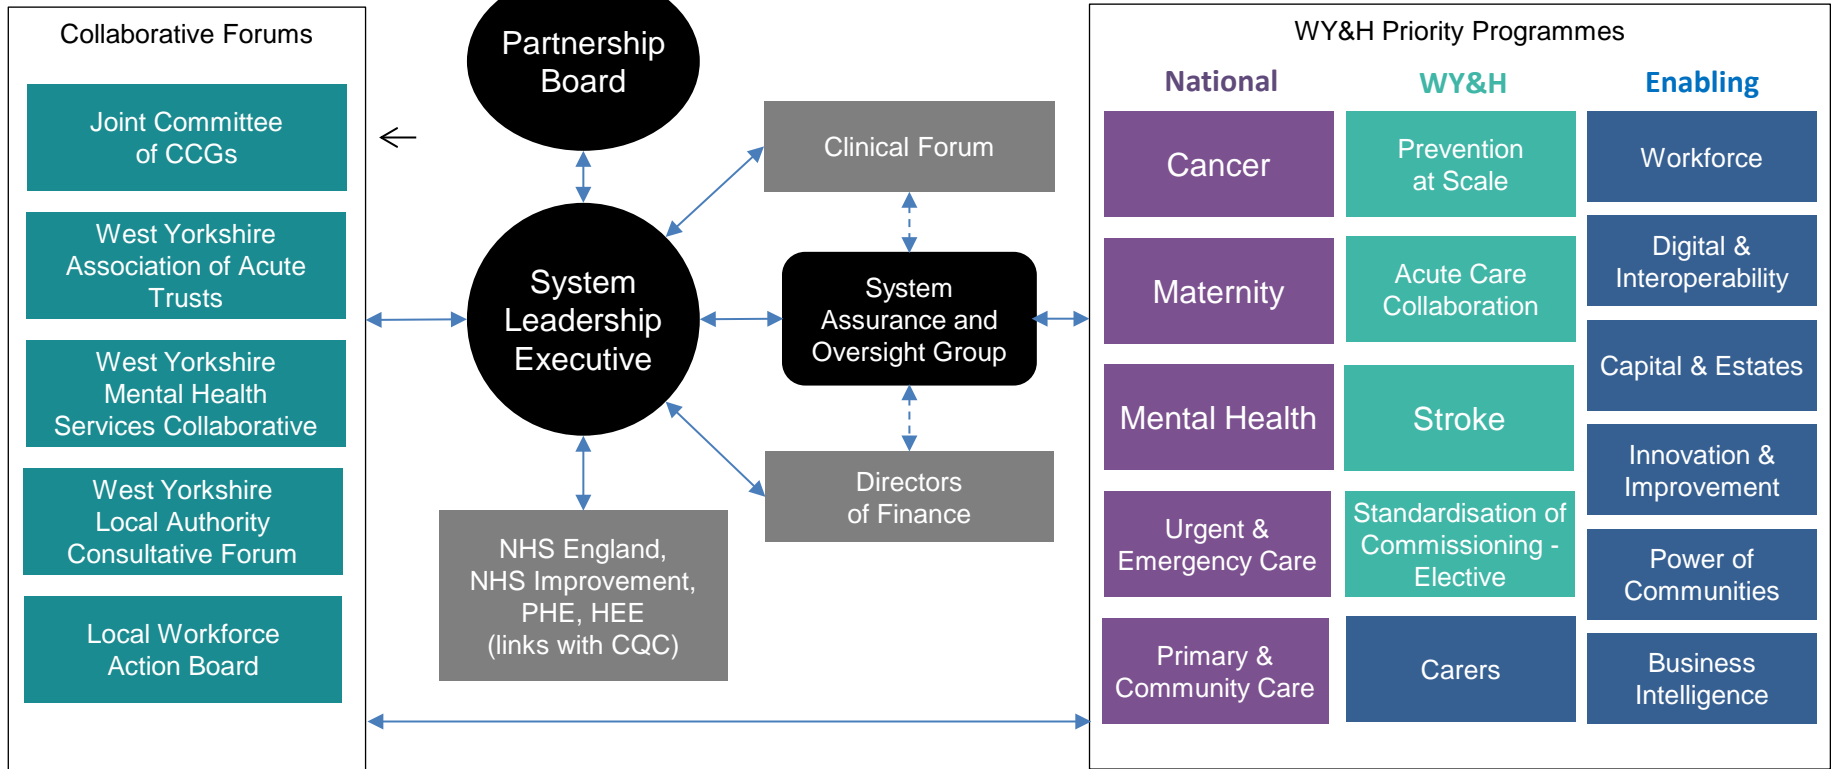 Collaborative Forums
Joint Committee
of CCGs
West Yorkshire
Association of Acute
Trusts
West Yorkshire
Mental Health
Services Collaborative
West Yorkshire
Local Authority
Consultative Forum
Local Workforce
Action Board
Partnership
Board
System
Leadership
Executive
NHS England,
NHS Improvement,
PHE, HEE
(links with CQC)
Clinical Forum
System
Assurance and
Oversight Group
Directors
of Finance
WY&H Priority Programmes
National
Cancer
Maternity
Mental Health
Urgent &
Emergency Care
Primary &
Community Care
WY&H
Prevention
at Scale
Acute Care
Collaboration
Stroke
Standardisation of
Commissioning -
Elective
Carers
Enabling
Workforce
Digital &
Interoperability
Capital & Estates
Innovation &
Improvement
Power of
Communities
Business
Intelligence